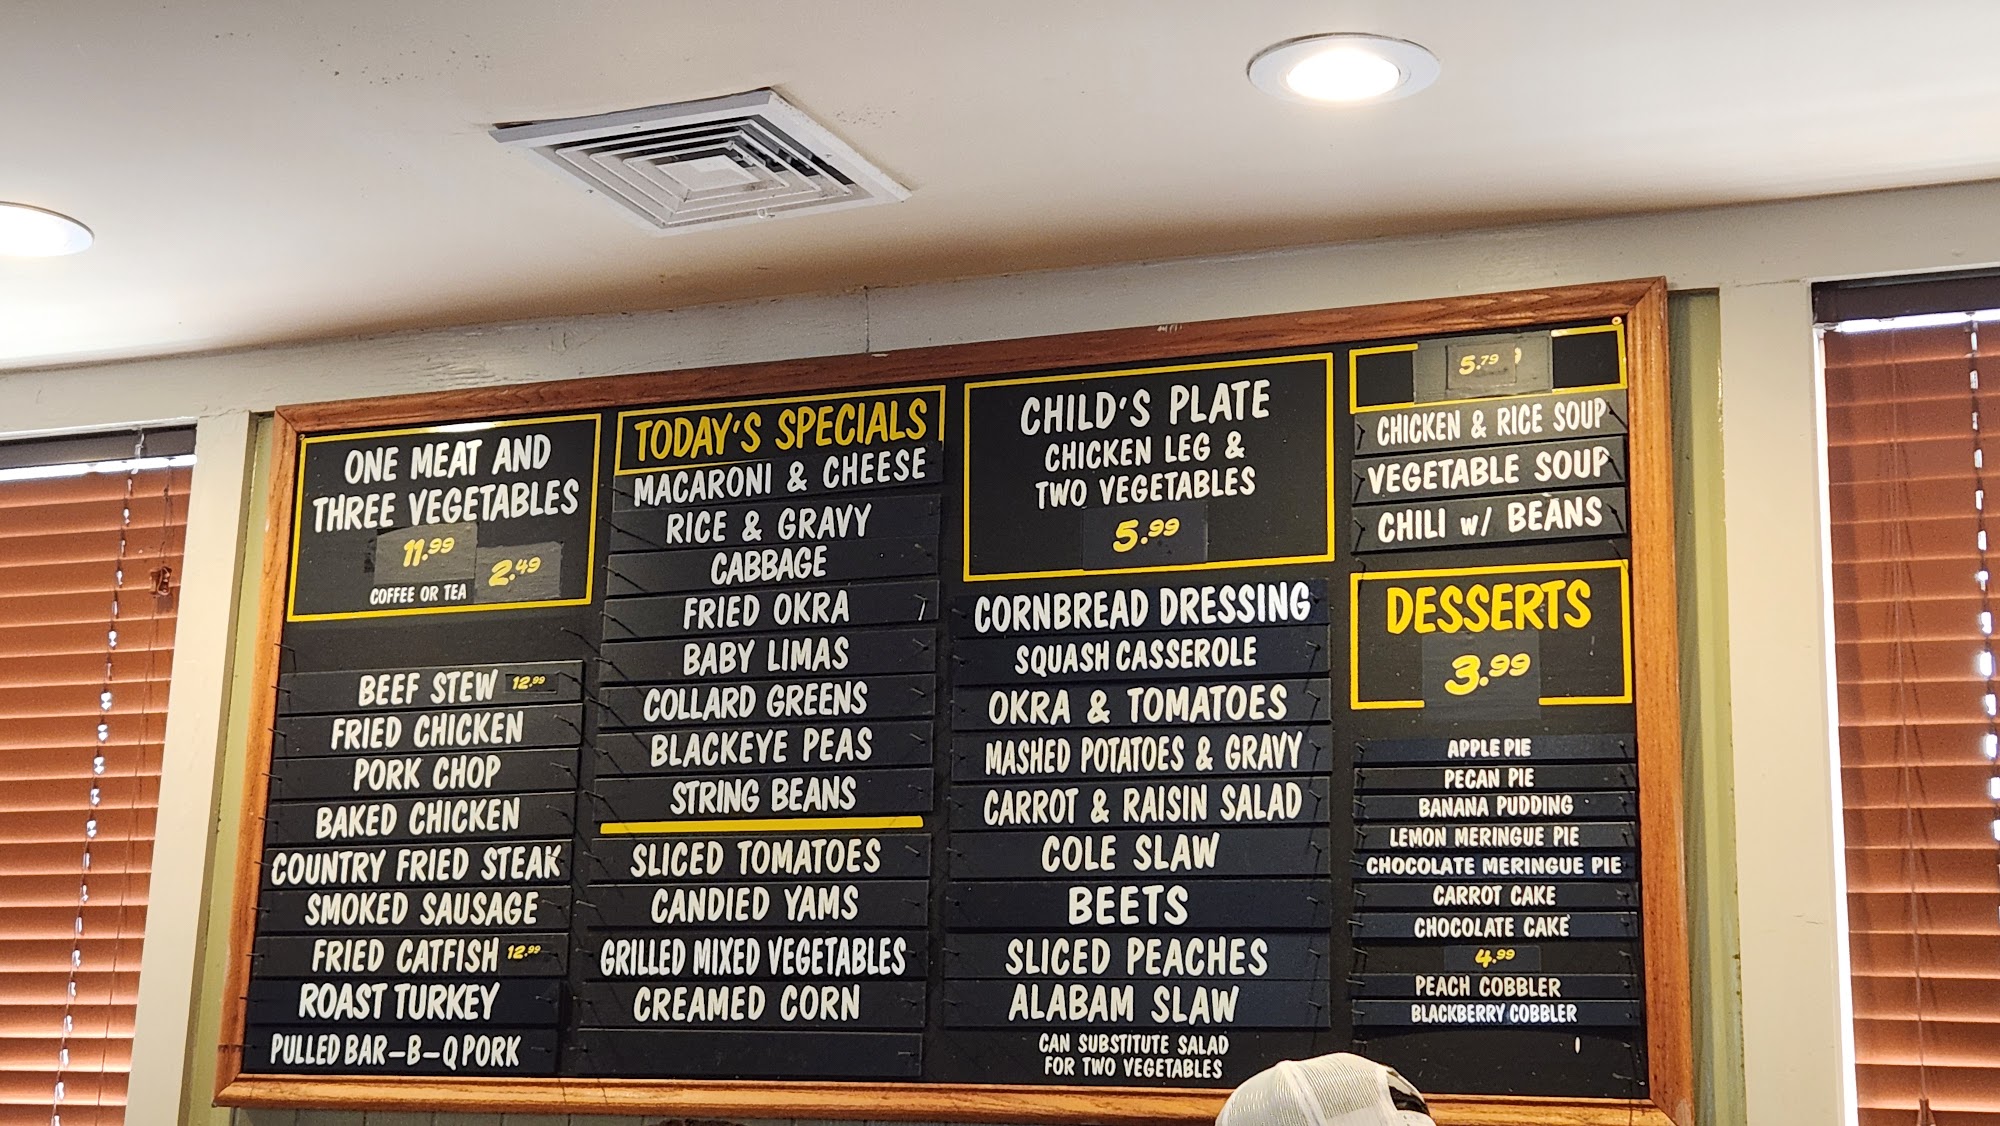 ONE MEAT AND
THREE VEGETABLES
11.99
2.49
COFFEE OR TEA
BEEF STEW 12.99
FRIED CHICKEN
PORK CHOP
BAKED CHICKEN
COUNTRY FRIED STEAK
SMOKED SAUSAGE
FRIED CATFISH 12.99
ROAST TURKEY
PULLED BAR-B-Q PORK
TODAY'S SPECIALS
MACARONI & CHEESE
RICE & GRAVY
CABBAGE
FRIED OKRA
BABY LIMAS
COLLARD GREENS
BLACKEYE PEAS
STRING BEANS
SLICED TOMATOES
CANDIED YAMS
GRILLED MIXED VEGETABLES
CREAMED CORN
CHILD'S PLATE
CHICKEN LEG &
TWO VEGETABLES
5.99
CORNBREAD DRESSING
SQUASH CASSEROLE
OKRA & TOMATOES
MASHED POTATOES & GRAVY
CARROT & RAISIN SALAD
COLE SLAW
BEETS
SLICED PEACHES
ALABAM SLAW
CAN SUBSTITUTE SALAD
FOR TWO VEGETABLES
5.79
CHICKEN & RICE SOUP
VEGETABLE SOUP
CHILI w/ BEANS
DESSERTS
3.99
APPLE PIE
PECAN PIE
BANANA PUDDING
LEMON MERINGUE PIE
CHOCOLATE MERINGUE PIE
CARROT CAKE
CHOCOLATE CAKE
4.99
PEACH COBBLER
BLACKBERRY COBBLER